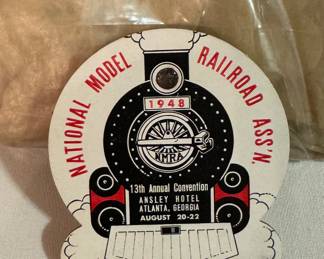 NATIONAL MODEL RAILROAD ASS'N
1948
NMRA
13th Annual Convention
ANSLEY HOTEL
ATLANTA, GEORGIA
AUGUST 20-22